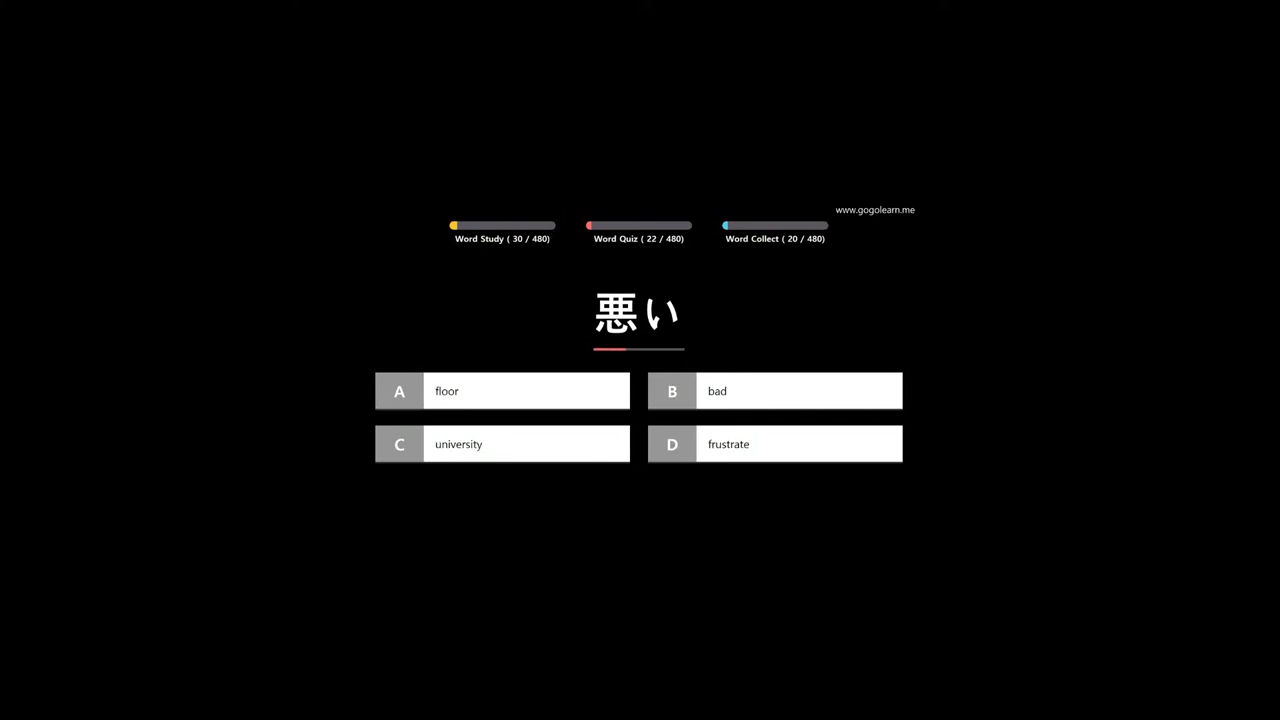 www.gogolearn.me
Word Study ( 30 / 480)
Word Quiz ( 22 / 480)
Word Collect ( 20 / 480)
悪い
A floor
B bad
C university
D frustrate